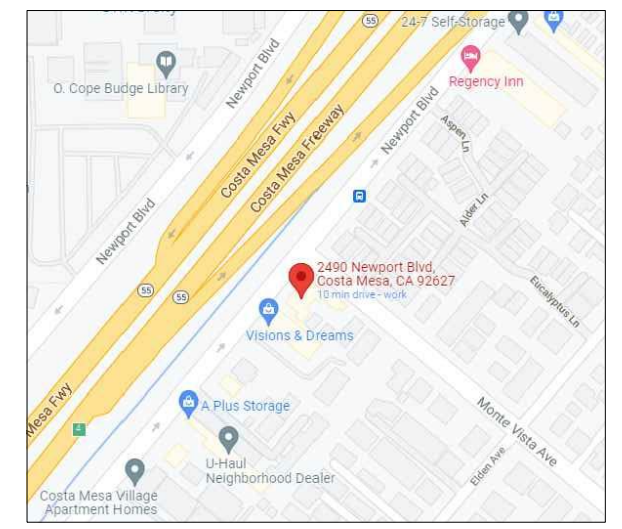 55
24-7 Self-Storage
Regency Inn
O. Cope Budge Library
Newport Blvd
Newport Blvd
Costa Mesa Fwy
Costa Mesa Freeway
Aspen Ln
Alder Ln
Newport Blvd
2490 Newport Blvd,
Costa Mesa, CA 92627
10 min drive - work
Eucalyptus Ln
55
55
Visions & Dreams
A Plus Storage
Mesa Fwy
4
Monte Vista Ave
Elden Ave
U-Haul
Neighborhood Dealer
Costa Mesa Village
Apartment Homes